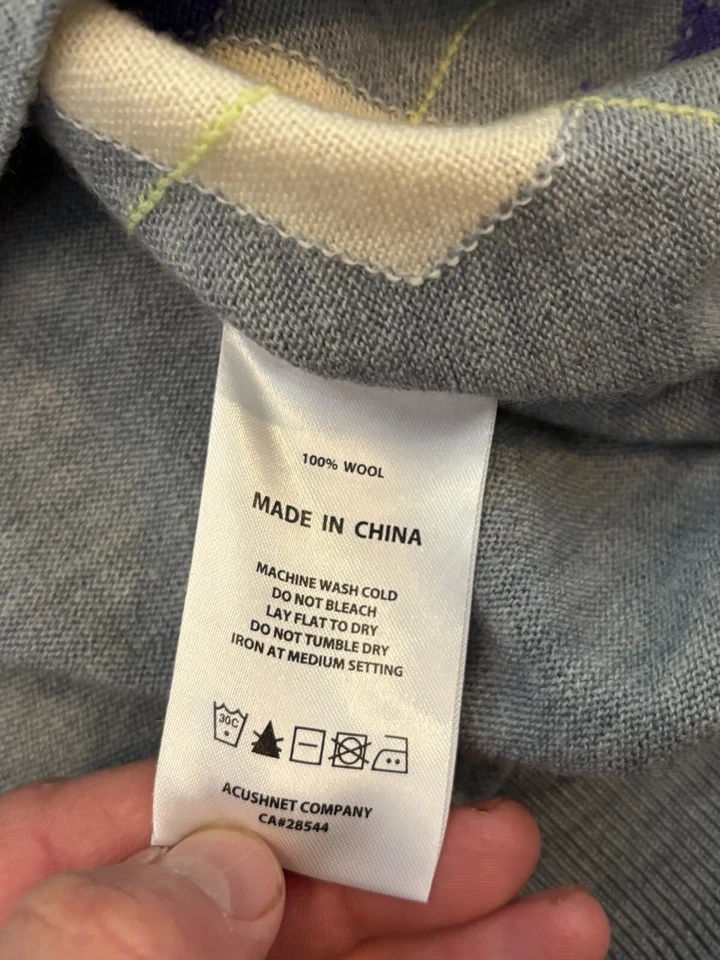 100% WOOL
MADE IN CHINA
MACHINE WASH COLD
DO NOT BLEACH
LAY FLAT TO DRY
DO NOT TUMBLE DRY
IRON AT MEDIUM SETTING
30C
ACUSHNET COMPANY
CA#28544